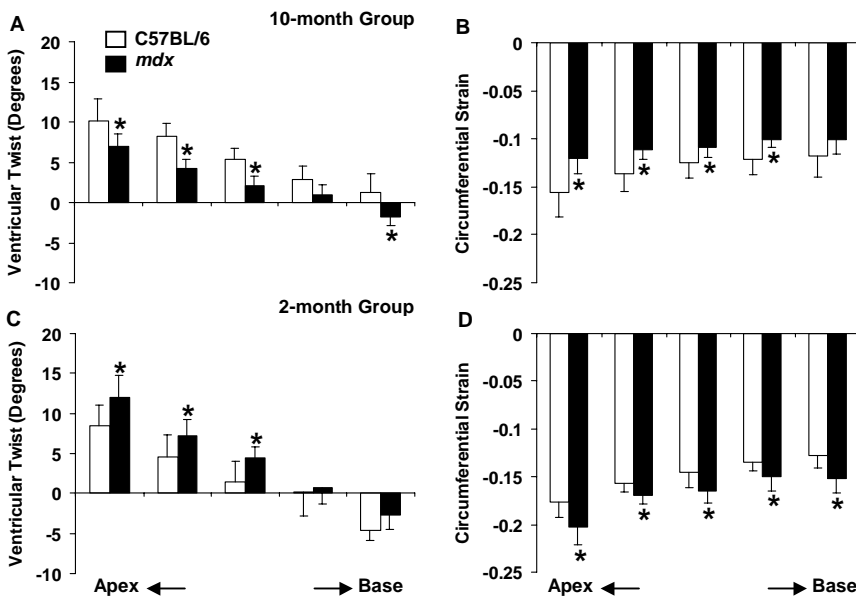 A
10-month Group
C57BL/6
mdx
Ventricular Twist (Degrees)
20
15
10
5
0
-5
-10
*
*
*
*
B
Circumferential Strain
0
-0.05
-0.1
-0.15
-0.2
-0.25
*
*
*
*
C
2-month Group
Ventricular Twist (Degrees)
20
15
10
5
0
-5
-10
*
*
*
Apex
Base
D
Circumferential Strain
0
-0.05
-0.1
-0.15
-0.2
-0.25
*
*
*
*
*
Apex
Base